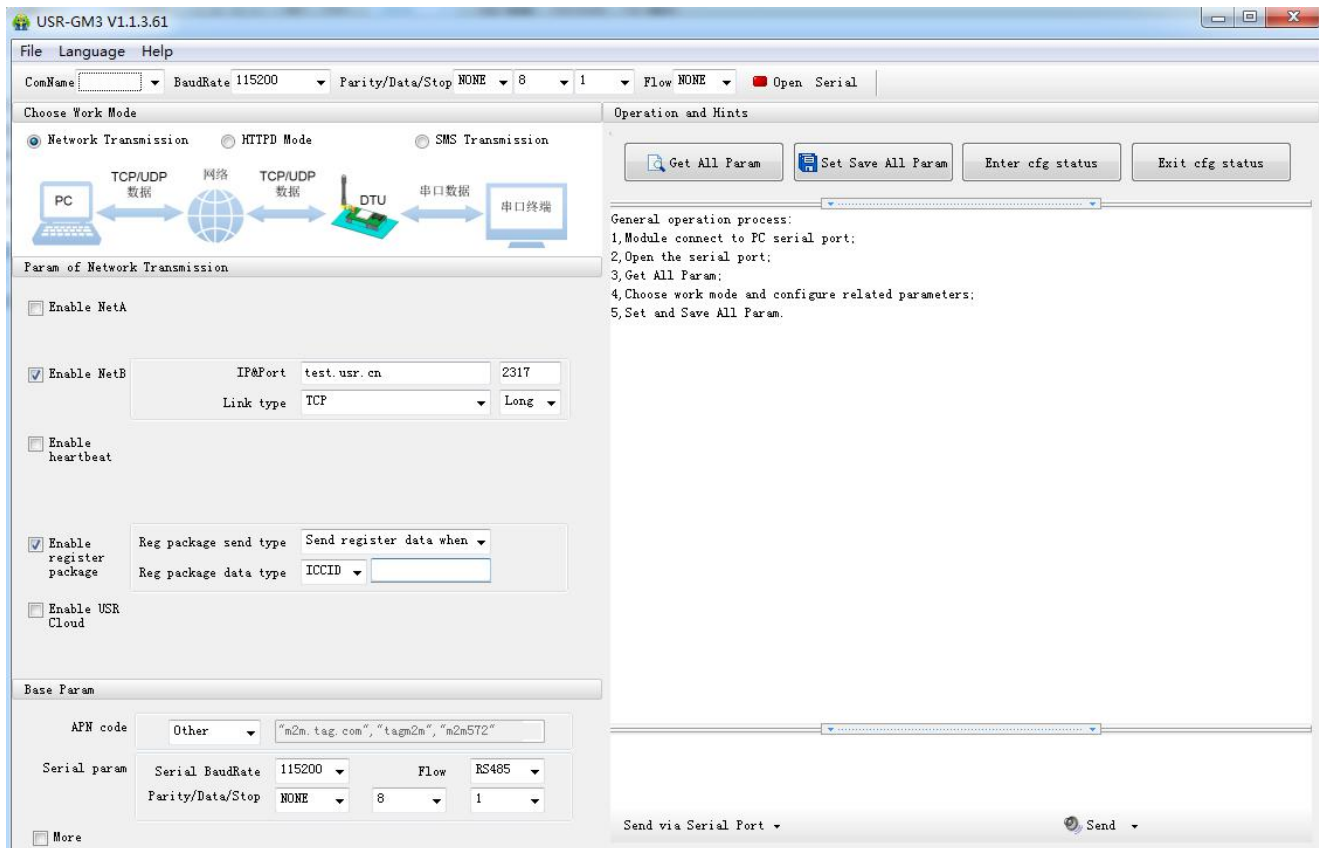 USR-GM3 V1.1.3.61
File Language Help
ComName BaudRate 115200 Parity/Data/Stop NONE 8 1 Flow NONE Open Serial
Choose Work Mode
Network Transmission HTTPD Mode SMS Transmission
PC
TCP/UDP
数据
网络
TCP/UDP
数据
DTU
串口数据
串口终端
Param of Network Transmission
Enable NetA
Enable NetB IP&Port test.usr.cn 2317
Link type TCP Long
Enable
heartbeat
Enable
register
package
Reg package send type Send register data when
Reg package data type ICCID
Enable USR
Cloud
Base Param
APN code Other "m2m.tag.com","tagm2m","m2m572"
Serial param Serial BaudRate 115200 Flow RS485
Parity/Data/Stop NONE 8 1
More
Operation and Hints
Get All Param Set Save All Param Enter cfg status Exit cfg status
General operation process:
1,Module connect to PC serial port;
2,Open the serial port;
3,Get All Param;
4,Choose work mode and configure related parameters;
5,Set and Save All Param.
Send via Serial Port Send